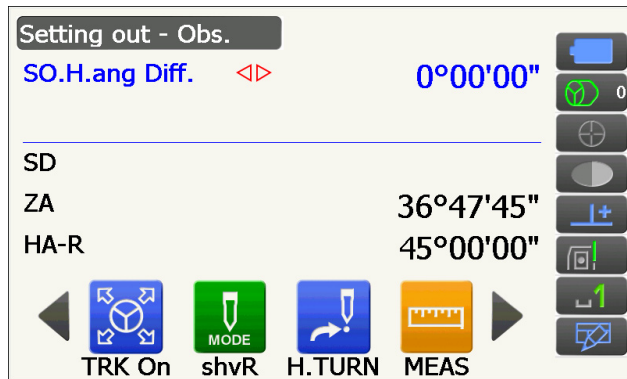 Setting out - Obs.
SO.H.ang Diff. ◁▷ 0°00'00"
0
SD
ZA 36°47'45"
HA-R 45°00'00"
1
MODE
TRK On shvR H.TURN MEAS